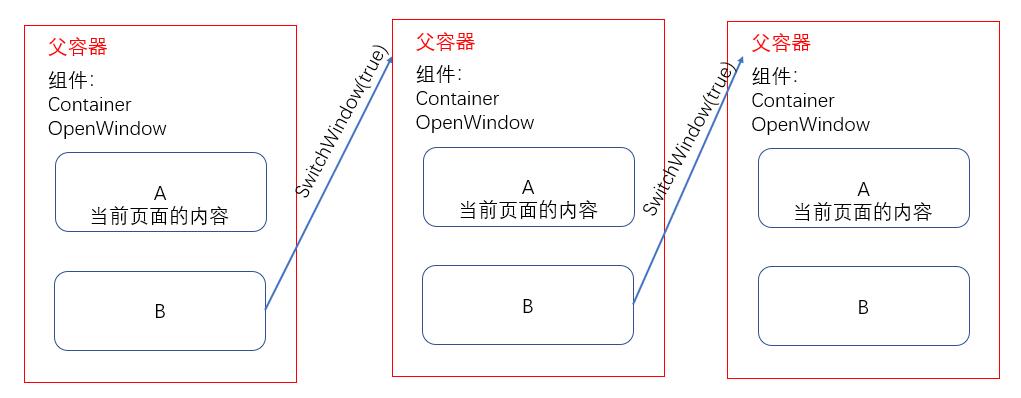 父容器
组件：
Container
OpenWindow
A
当前页面的内容
B
SwitchWindow(true)
父容器
组件：
Container
OpenWindow
A
当前页面的内容
B
SwitchWindow(true)
父容器
组件：
Container
OpenWindow
A
当前页面的内容
B